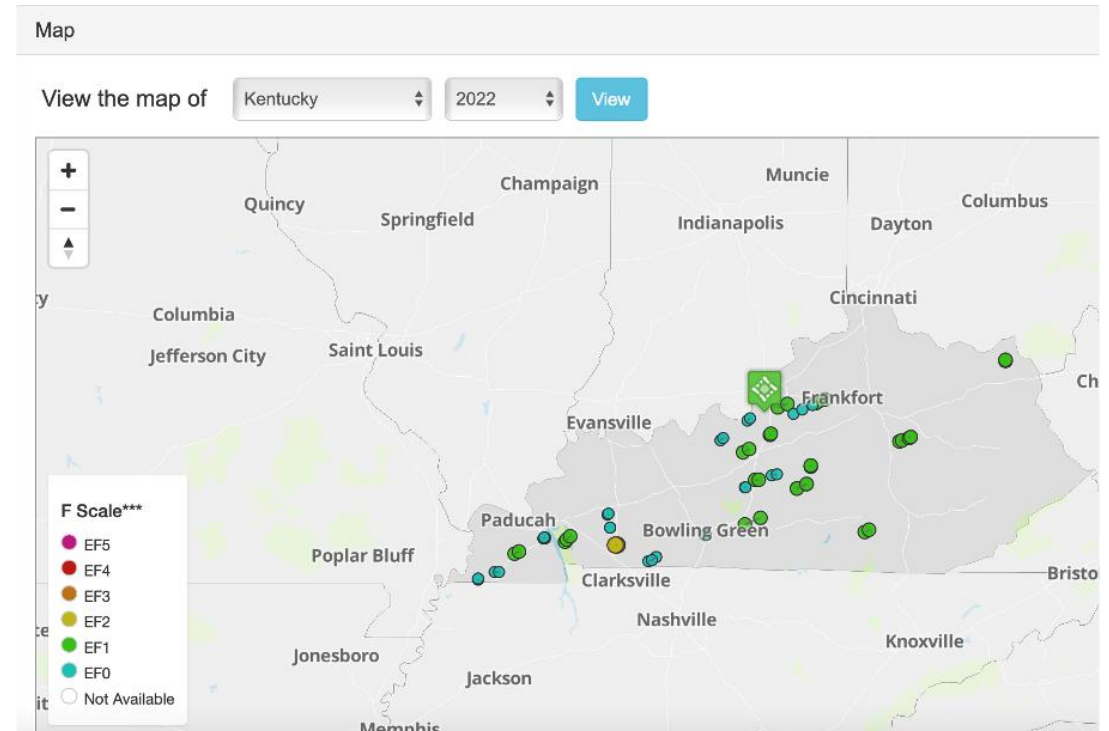 Map
View the map of Kentucky 2022 View
Muncie
Champaign
Columbus
Quincy
Springfield
Indianapolis
Dayton
Cincinnati
Columbia
Saint Louis
Jefferson City
Ch
Frankfort
Evansville
F Scale***
EF5
EF4
EF3
EF2
EF1
EF0
Not Available
Paducah
Bowling Green
Poplar Bluff
Clarksville
Bristo
Nashville
Knoxville
Jonesboro
Jackson
Memphis